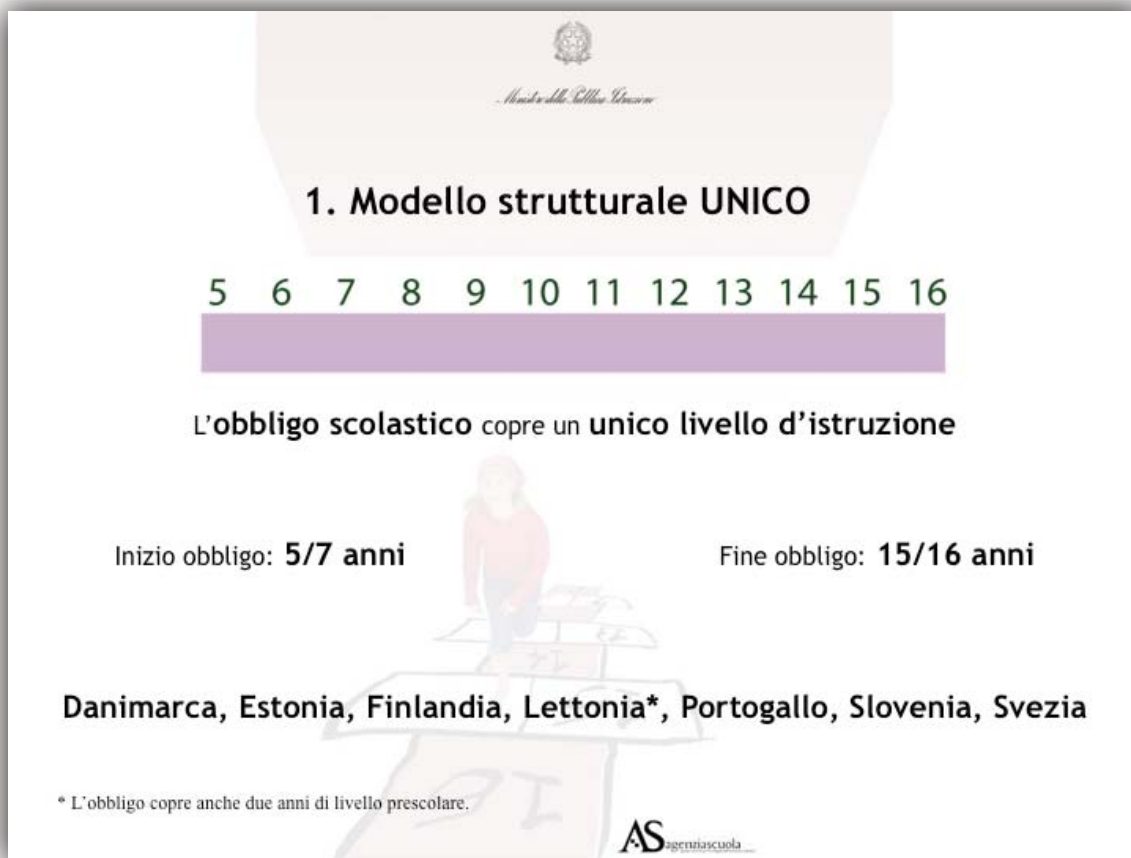 Ministero della Pubblica Istruzione
1. Modello strutturale UNICO
5 6 7 8 9 10 11 12 13 14 15 16
L'obbligo scolastico copre un unico livello d'istruzione
Inizio obbligo: 5/7 anni
Fine obbligo: 15/16 anni
Danimarca, Estonia, Finlandia, Lettonia*, Portogallo, Slovenia, Svezia
* L'obbligo copre anche due anni di livello prescolare.
AS agenziascuola